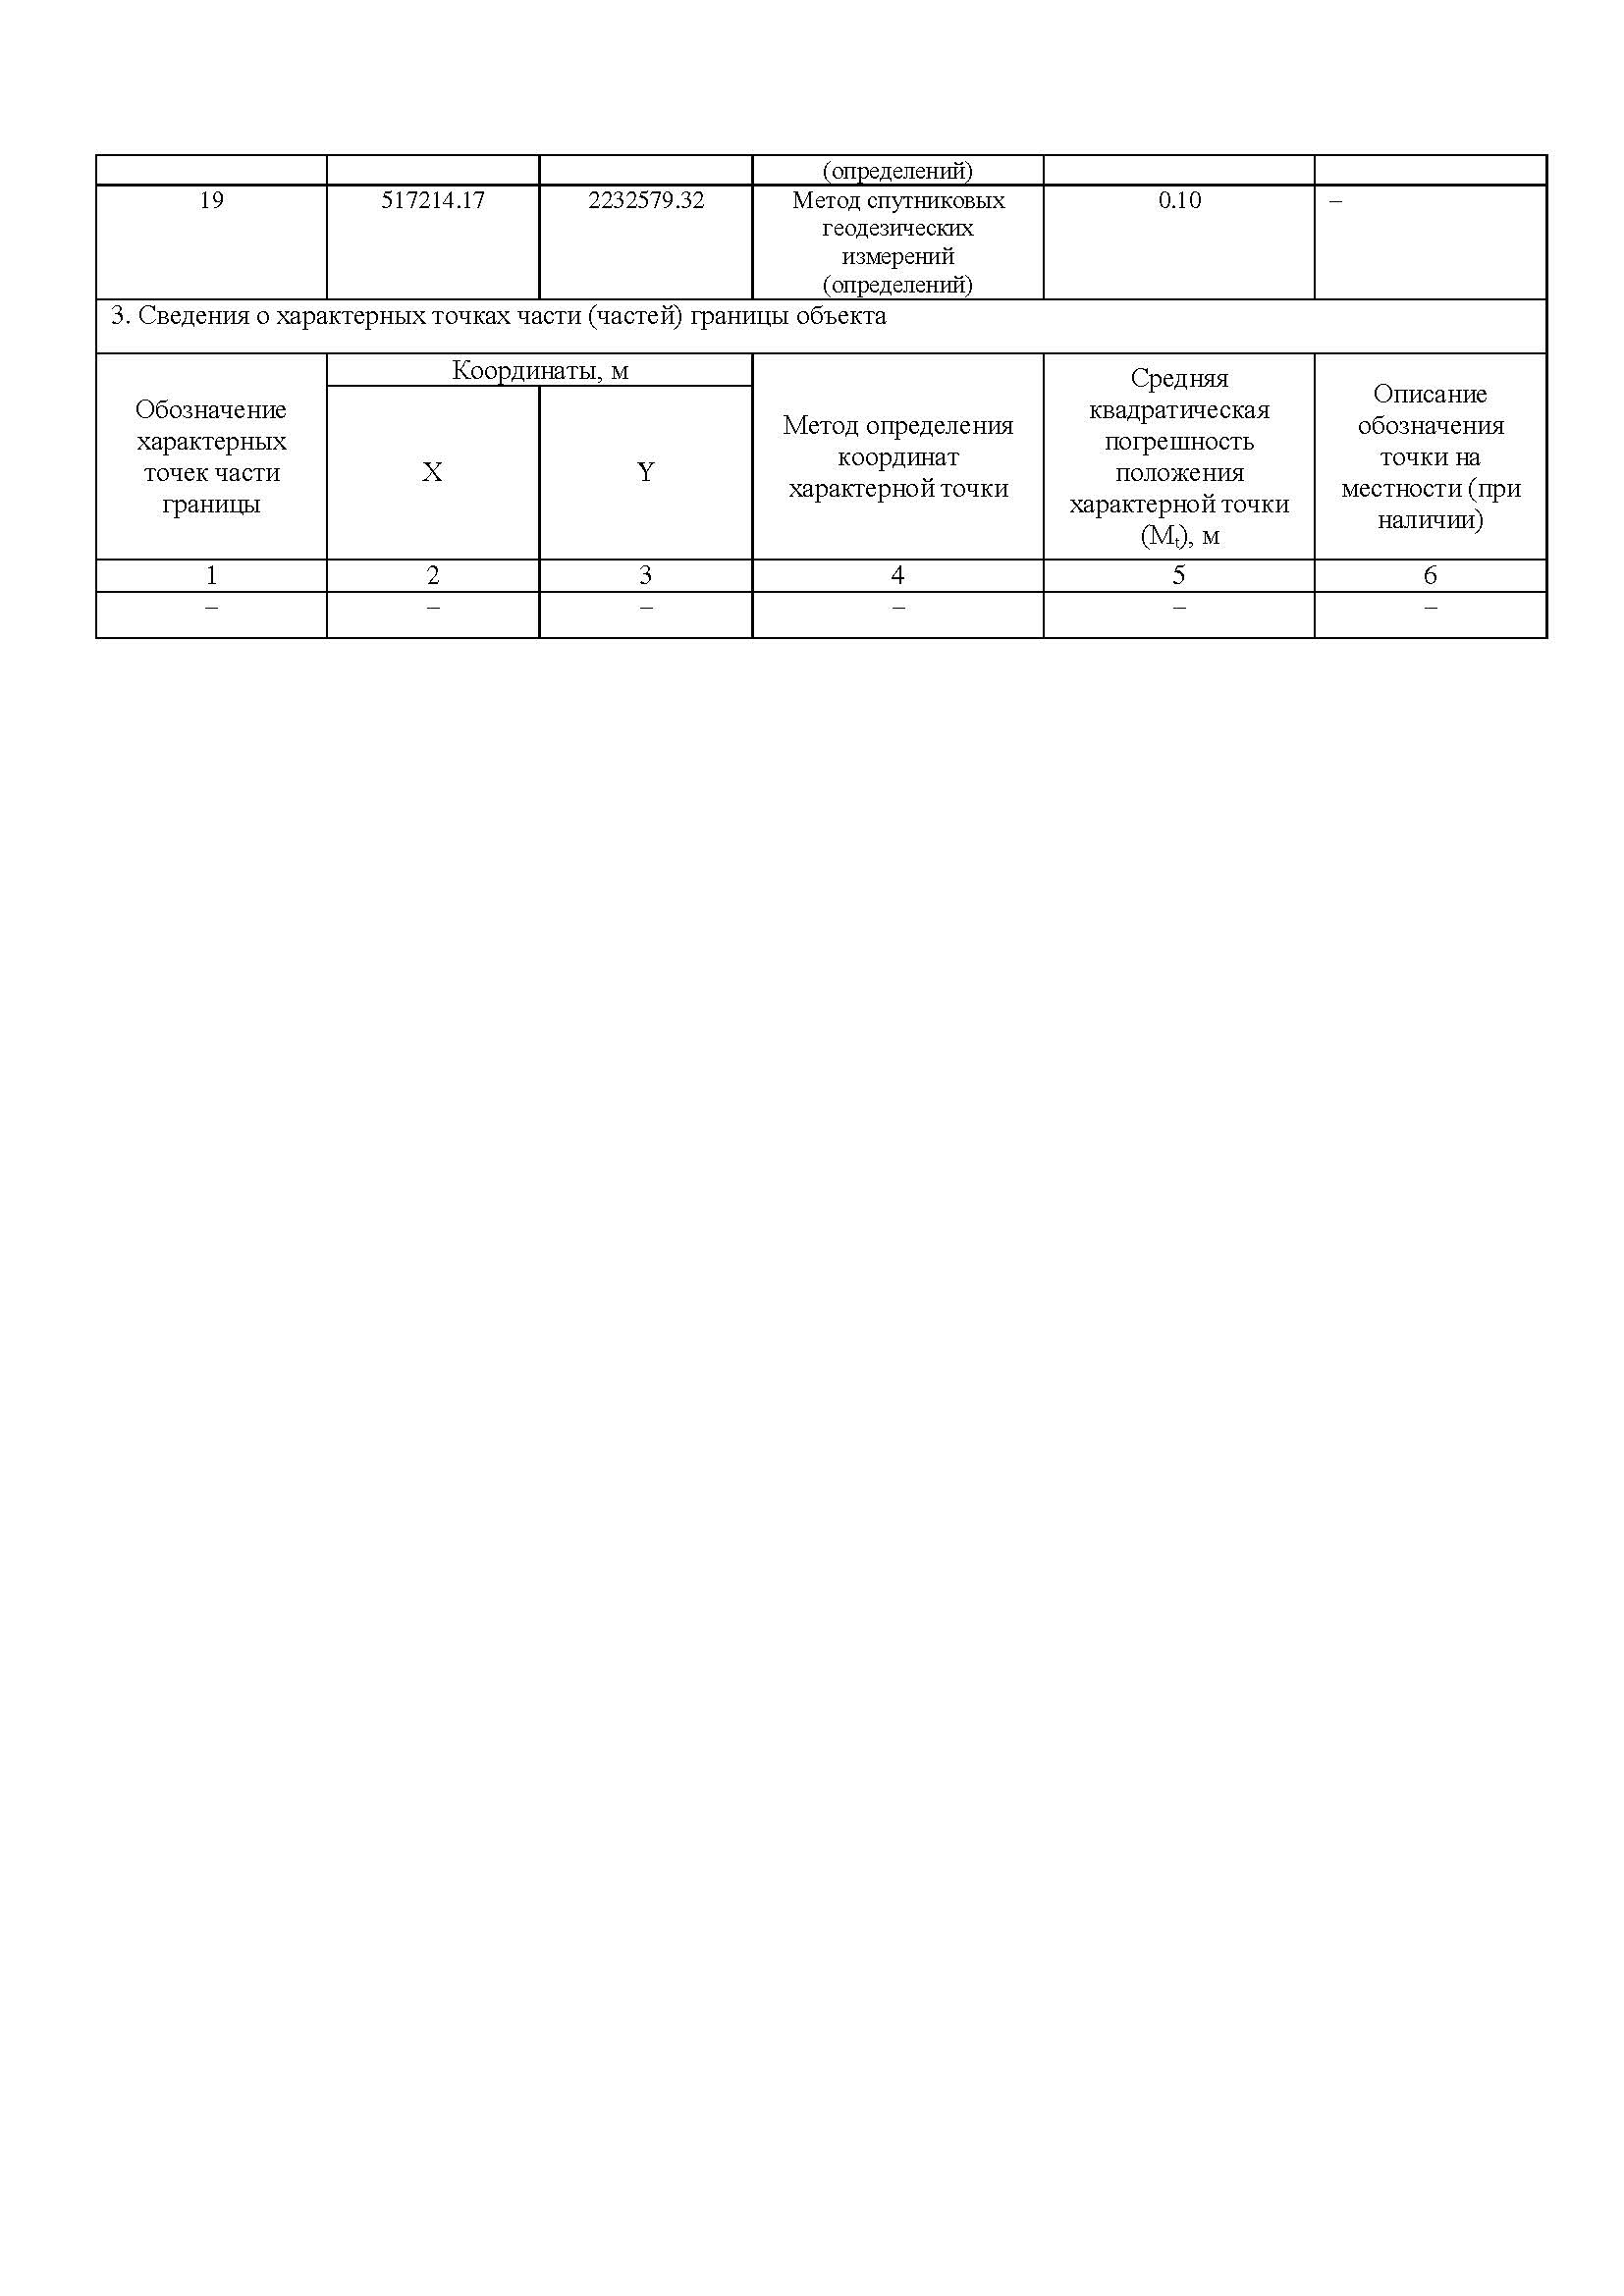 (определений)
19 517214.17 2232579.32 Метод спутниковых 0.10 –
геодезических
измерений
(определений)
3. Сведения о характерных точках части (частей) границы объекта
Обозначение
характерных
точек части
границы
Координаты, м
X Y
Метод определения
координат
характерной точки
Средняя
квадратическая
погрешность
положения
характерной точки
(Mt), м
Описание
обозначения
точки на
местности (при
наличии)
1 2 3 4 5 6
– – – – – –